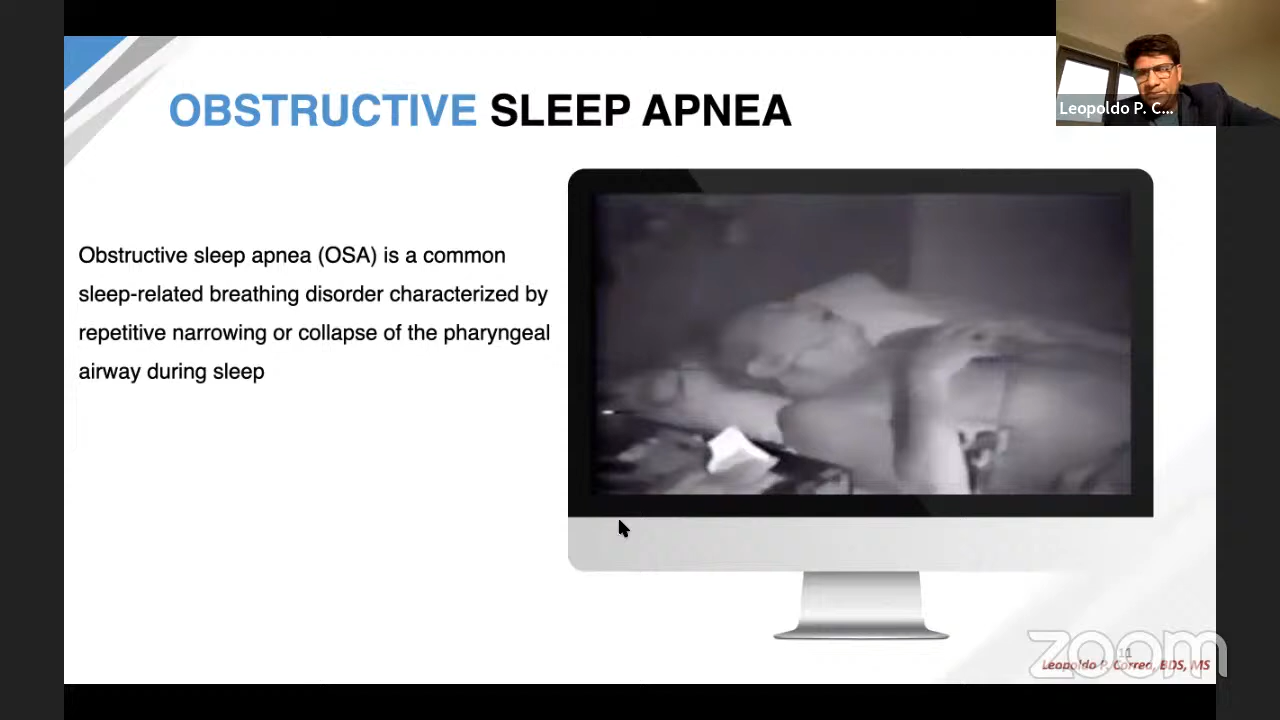 OBSTRUCTIVE SLEEP APNEA
Leopoldo P. C...
Obstructive sleep apnea (OSA) is a common
sleep-related breathing disorder characterized by
repetitive narrowing or collapse of the pharyngeal
airway during sleep
zoom
11
Leopoldo P. Correa, BDS, MS